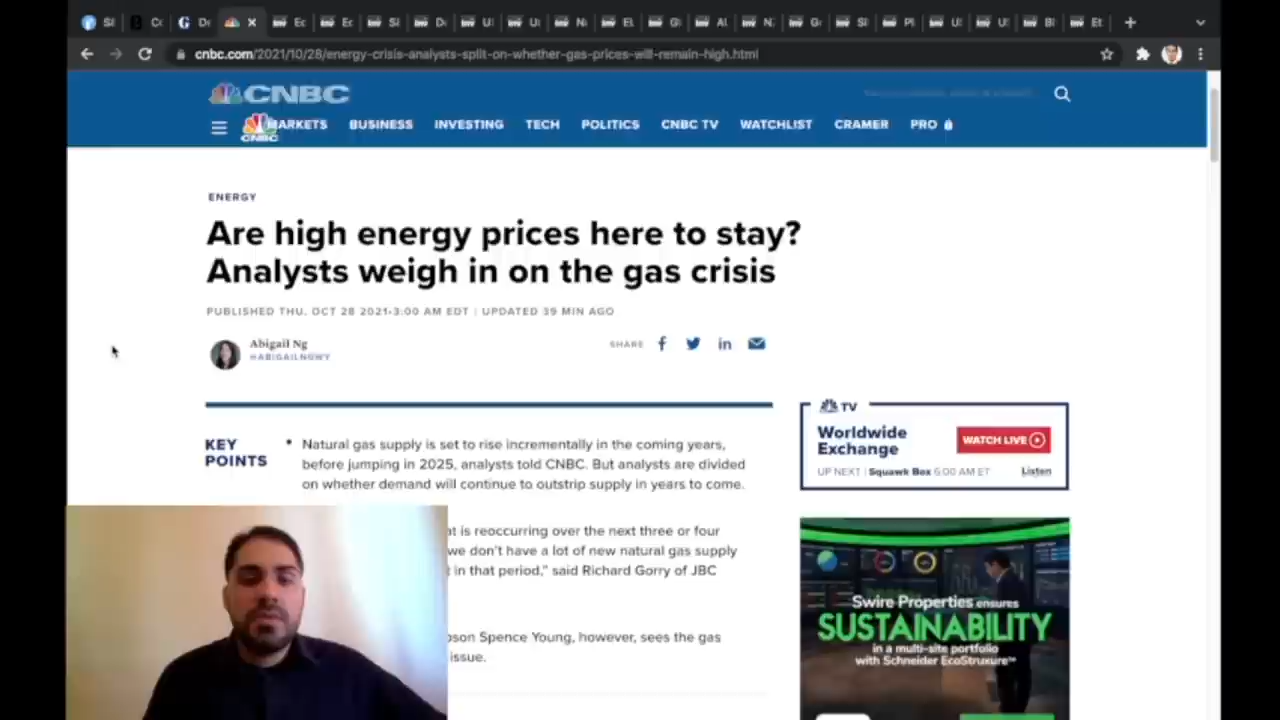 cnbc.com/2021/10/28/energy-crisis-analysts-split-on-whether-gas-prices-will-remain-high.html
CNBC
CNBC
MARKETS BUSINESS INVESTING TECH POLITICS CNBC TV WATCHLIST CRAMER PRO
ENERGY
Are high energy prices here to stay?
Analysts weigh in on the gas crisis
PUBLISHED THU, OCT 28 2021•3:00 AM EDT | UPDATED 39 MIN AGO
Abigail Ng
@ABIGAILNGWY
SHARE
KEY
POINTS
• Natural gas supply is set to rise incrementally in the coming years,
before jumping in 2025, analysts told CNBC. But analysts are divided
on whether demand will continue to outstrip supply in years to come.
at is reoccurring over the next three or four
we don't have a lot of new natural gas supply
in that period," said Richard Gorry of JBC
son Spence Young, however, sees the gas
issue.
TV
Worldwide
Exchange
WATCH LIVE
UP NEXT | Squawk Box 6:00 AM ET
Listen
Swire Properties ensures
SUSTAINABILITY
in a multi-site portfolio
with Schneider EcoStruxure™